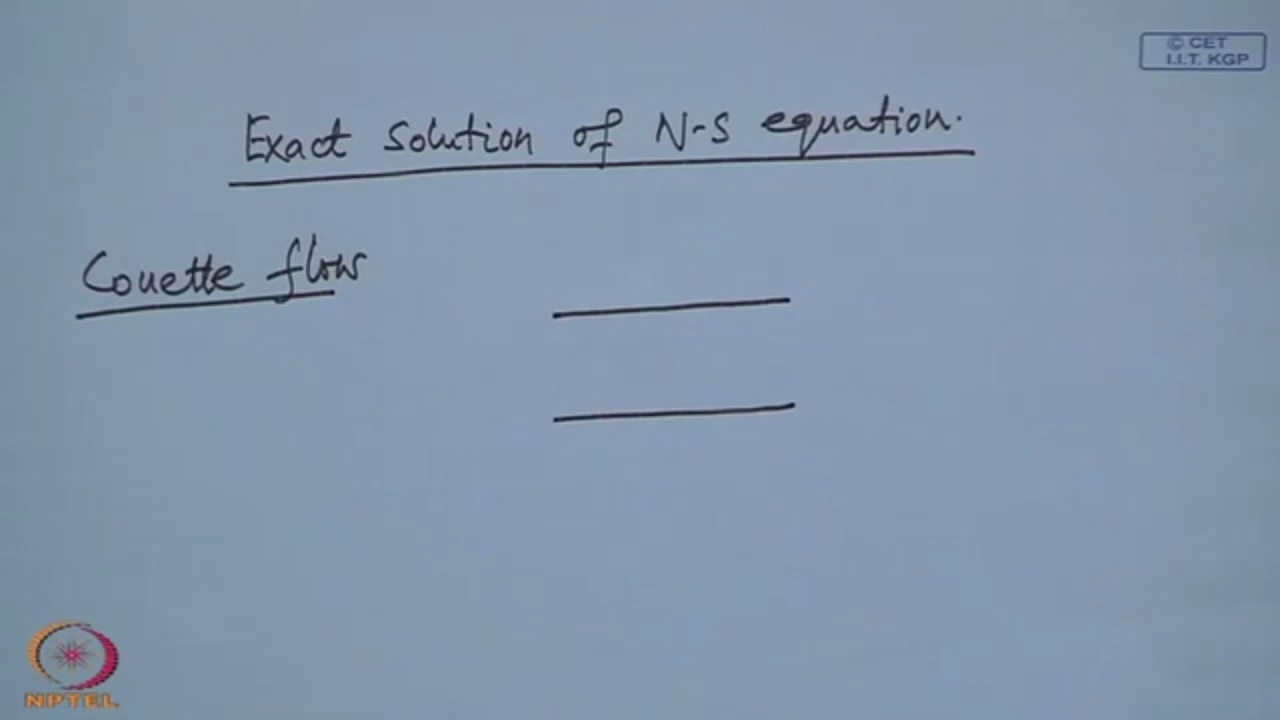 © CET
I.I.T. KGP
Exact solution of N-S equation.
Couette flow
NPTEL